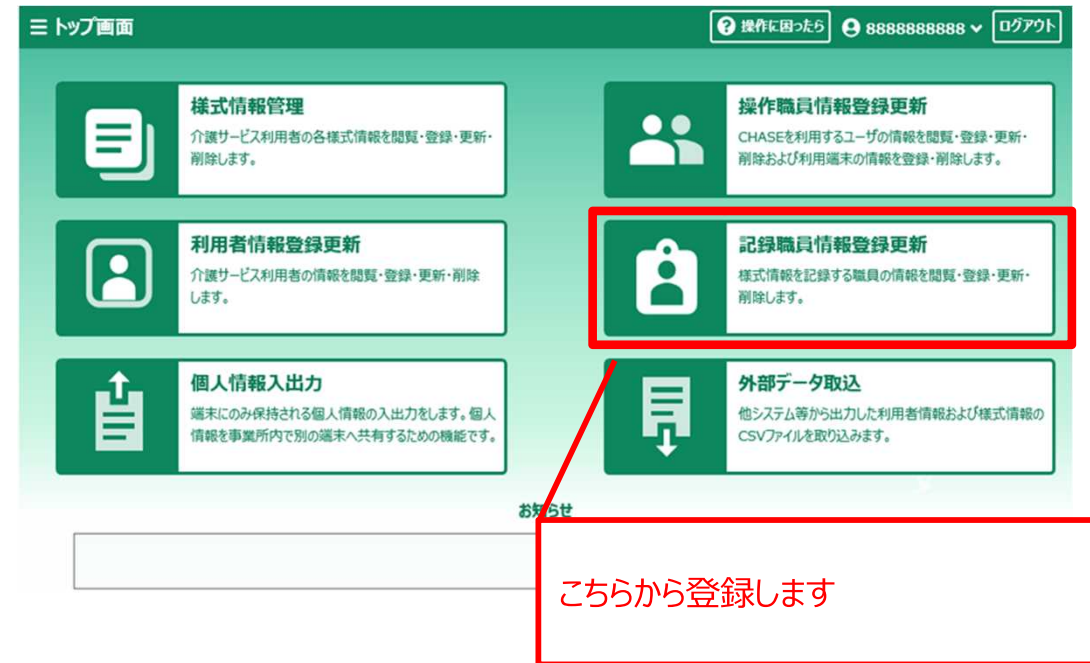 トップ画面
? 操作に困ったら
8888888888
ログアウト
様式情報管理
介護サービス利用者の各様式情報を閲覧・登録・更新・
削除します。
操作職員情報登録更新
CHASEを利用するユーザの情報を閲覧・登録・更新・
削除および利用端末の情報を登録・削除します。
利用者情報登録更新
介護サービス利用者の情報を閲覧・登録・更新・削除
します。
記録職員情報登録更新
様式情報を記録する職員の情報を閲覧・登録・更新・
削除します。
個人情報入出力
端末にのみ保持される個人情報の入出力をします。個人
情報を事業所内で別の端末へ共有するための機能です。
外部データ取込
他システム等から出力した利用者情報および様式情報の
CSVファイルを取り込みます。
お知らせ
こちらから登録します